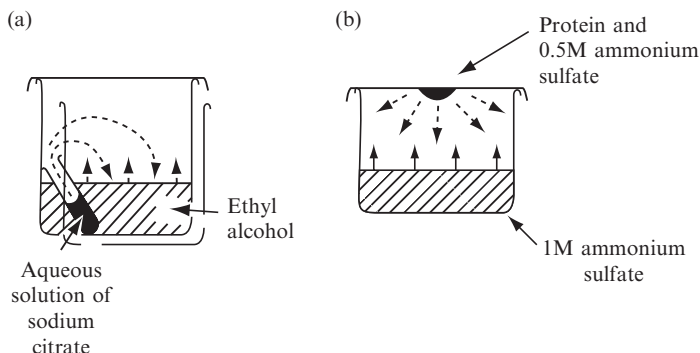 (a)
Ethyl
alcohol
Aqueous
solution of
sodium
citrate
(b)
Protein and
0.5M ammonium
sulfate
1M ammonium
sulfate